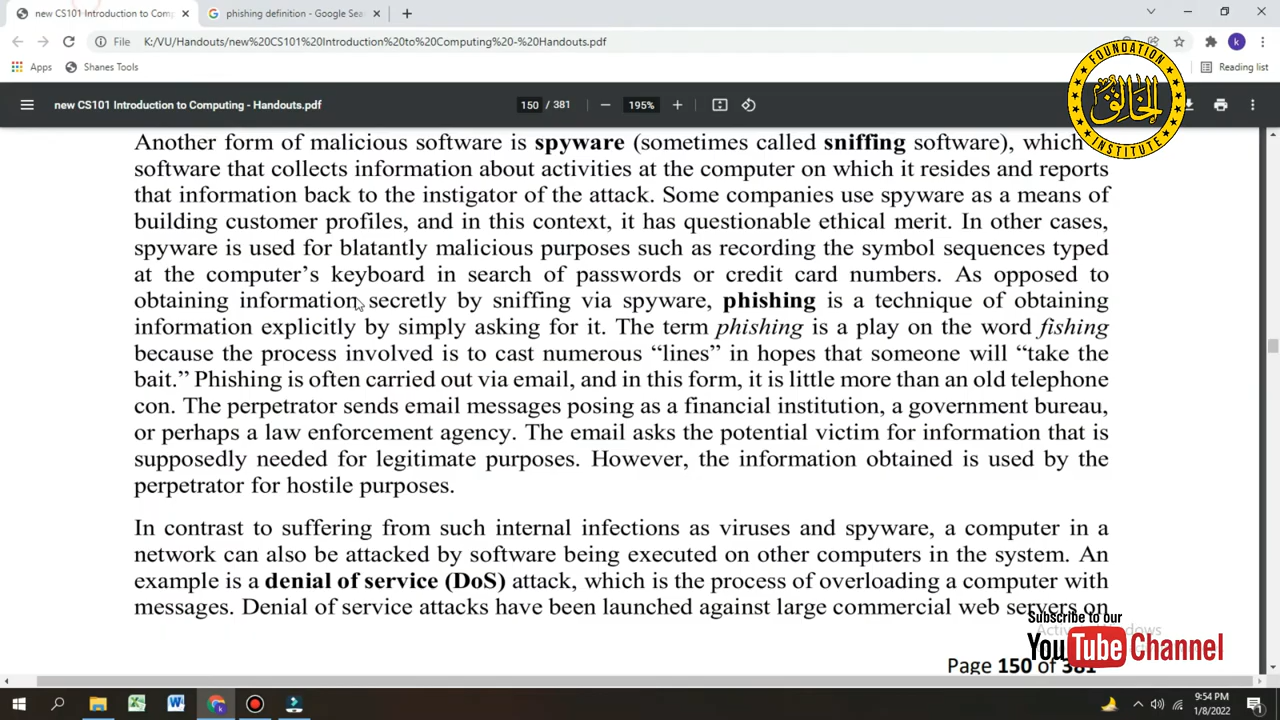 new CS101 Introduction to Com
phishing definition - Google Sea
File
K:/VU/Handouts/new%20CS101%20Introduction%20to%20Computing%20-%20Handouts.pdf
k
Apps
Shanes Tools
Reading list
FOUNDATION
الخالق
INSTITUTE
new CS101 Introduction to Computing - Handouts.pdf
150 / 381
195%
Another form of malicious software is spyware (sometimes called sniffing software), which
software that collects information about activities at the computer on which it resides and reports
that information back to the instigator of the attack. Some companies use spyware as a means of
building customer profiles, and in this context, it has questionable ethical merit. In other cases,
spyware is used for blatantly malicious purposes such as recording the symbol sequences typed
at the computer’s keyboard in search of passwords or credit card numbers. As opposed to
obtaining information secretly by sniffing via spyware, phishing is a technique of obtaining
information explicitly by simply asking for it. The term phishing is a play on the word fishing
because the process involved is to cast numerous “lines” in hopes that someone will “take the
bait.” Phishing is often carried out via email, and in this form, it is little more than an old telephone
con. The perpetrator sends email messages posing as a financial institution, a government bureau,
or perhaps a law enforcement agency. The email asks the potential victim for information that is
supposedly needed for legitimate purposes. However, the information obtained is used by the
perpetrator for hostile purposes.
In contrast to suffering from such internal infections as viruses and spyware, a computer in a
network can also be attacked by software being executed on other computers in the system. An
example is a denial of service (DoS) attack, which is the process of overloading a computer with
messages. Denial of service attacks have been launched against large commercial web servers on
Subscribe to our
YouTube Channel
Page 150 of 381
9:54 PM
1/8/2022